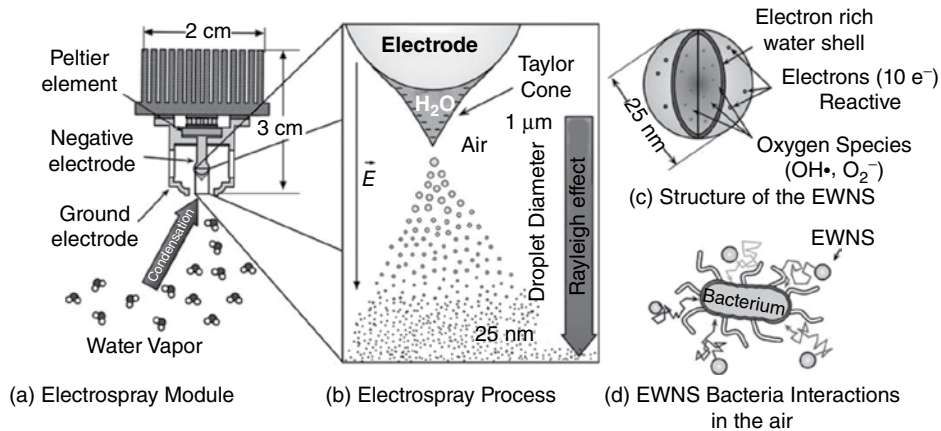 2 cm
Peltier
element
3 cm
Negative
electrode
Ground
electrode
Condensation
Water Vapor
(a) Electrospray Module
Electrode
H₂O
Taylor
Cone
1 μm
Air
E⃗
Droplet Diameter
Rayleigh effect
25 nm
(b) Electrospray Process
Electron rich
water shell
Electrons (10 e⁻)
Reactive
25 nm
Oxygen Species
(OH•, O₂⁻)
(c) Structure of the EWNS
EWNS
Bacterium
(d) EWNS Bacteria Interactions
in the air